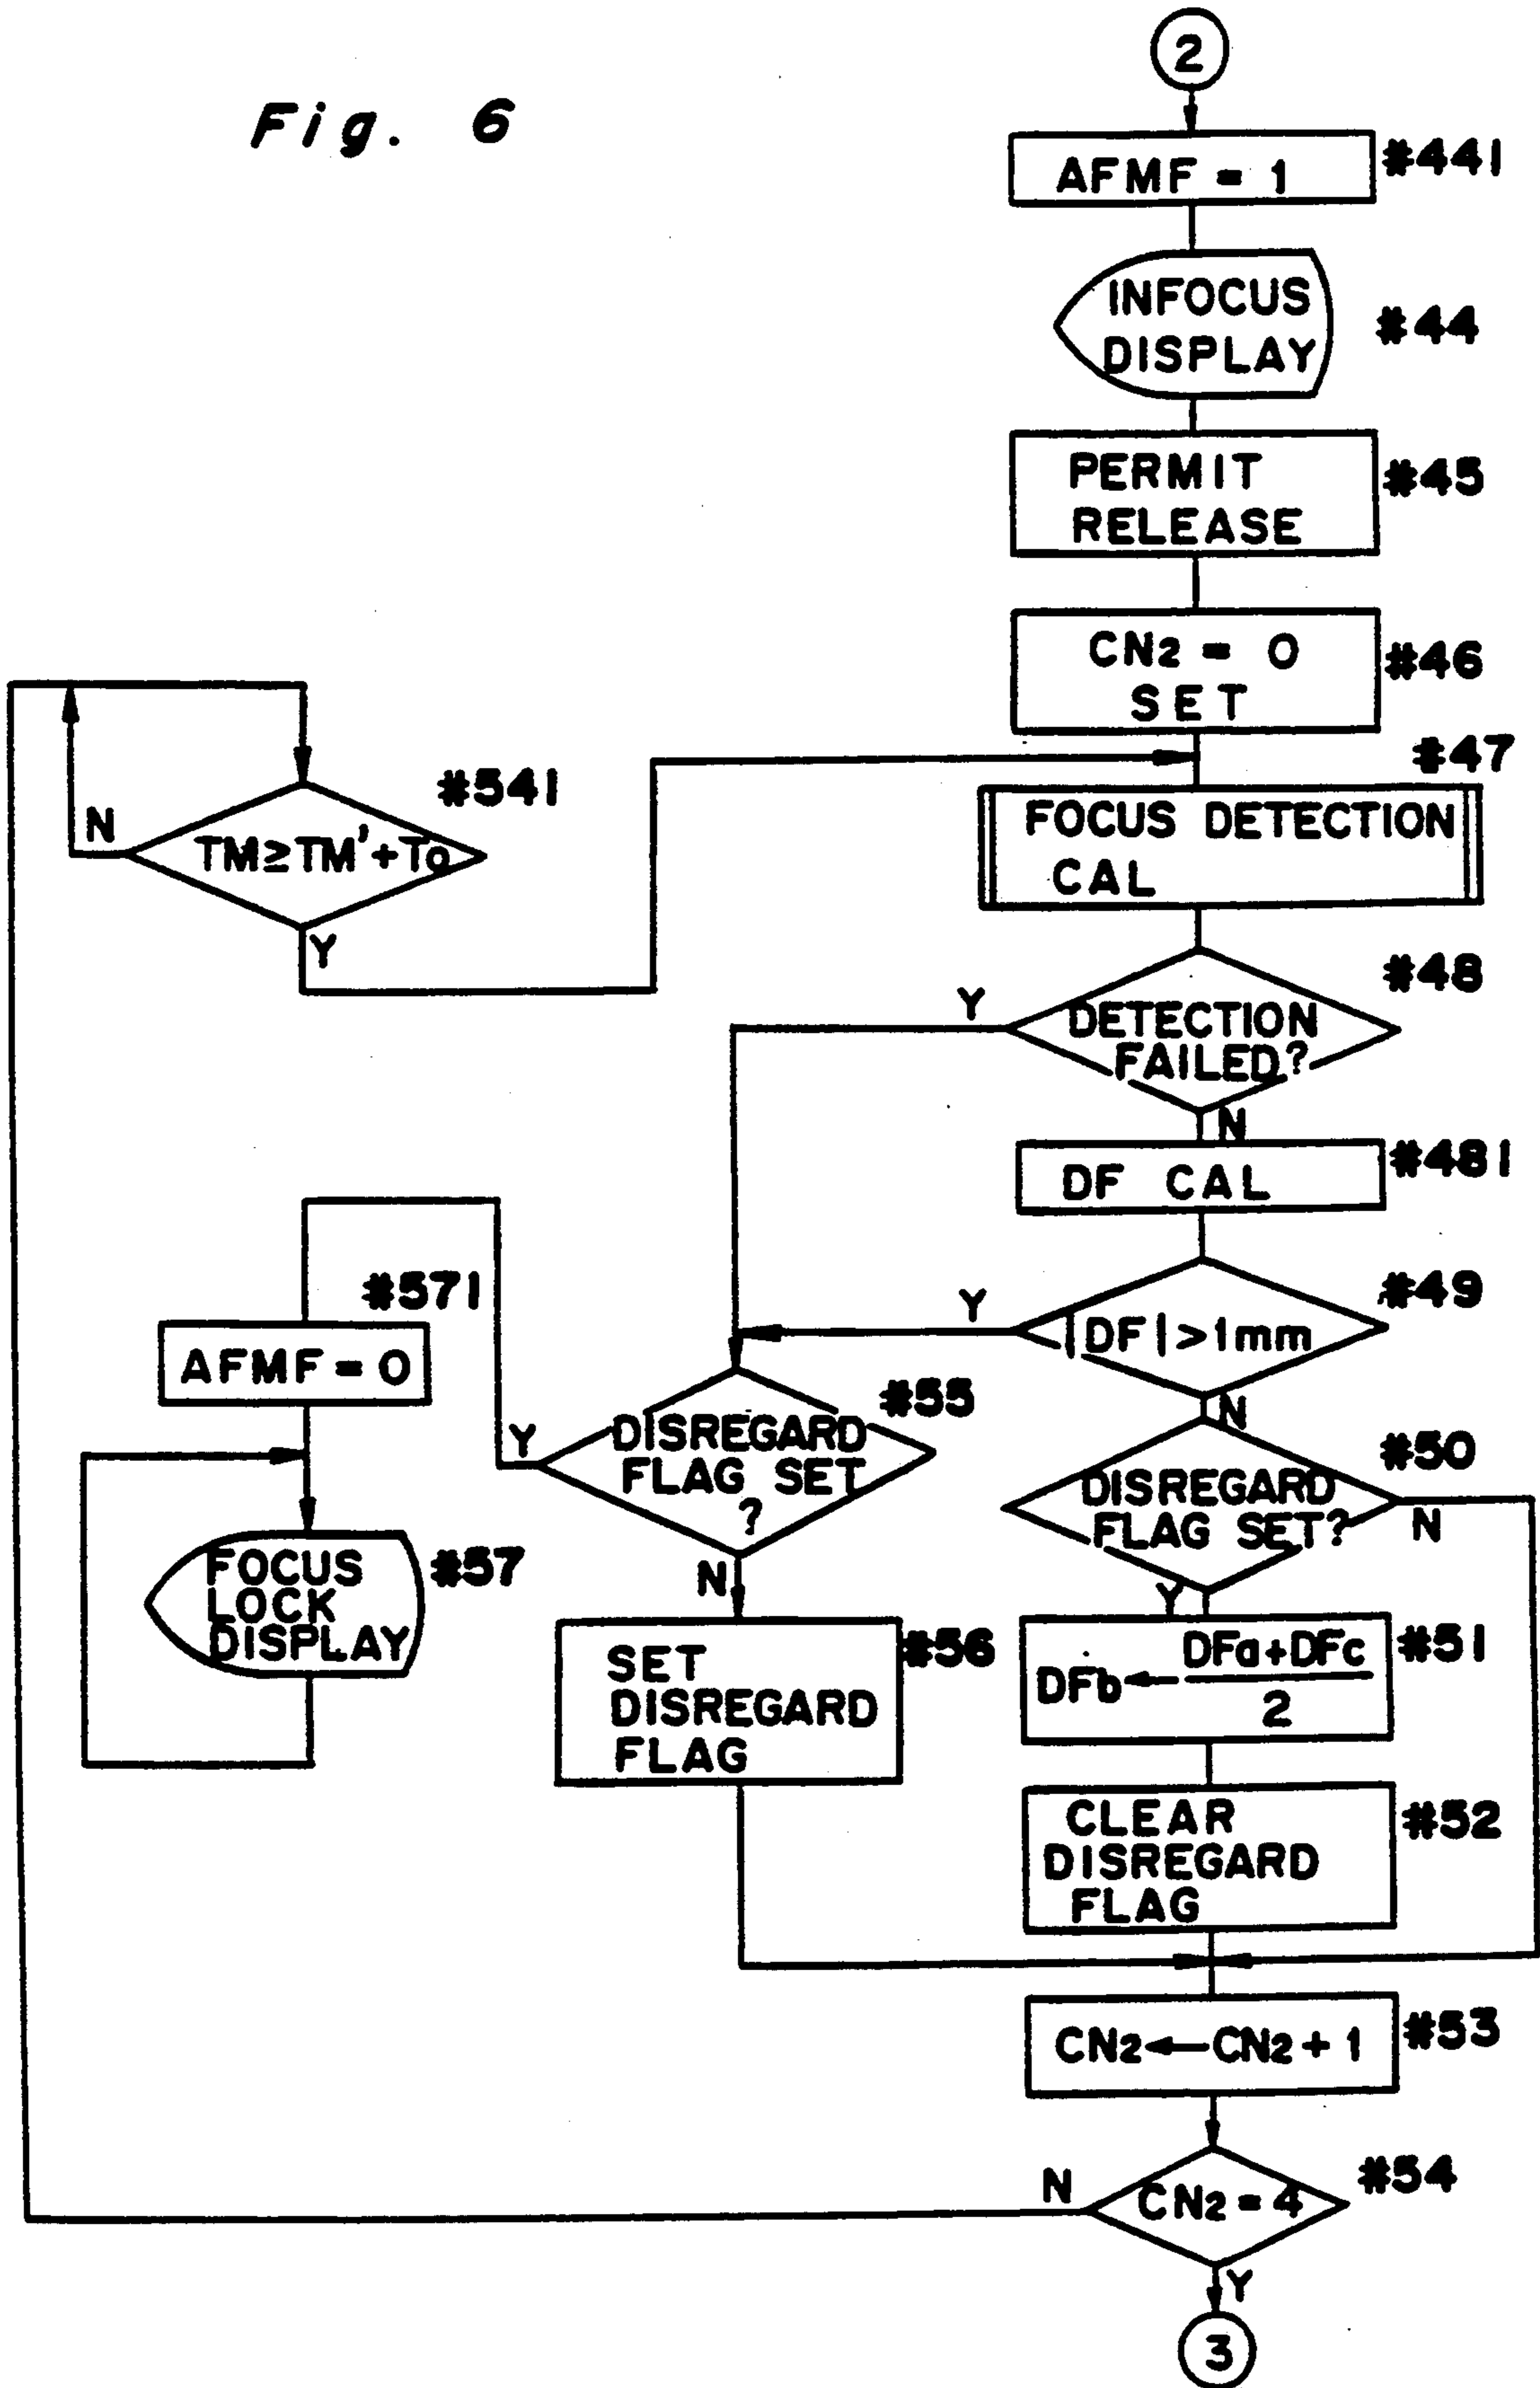 Fig. 6
2
AFMF = 1
#441
INFOCUS
DISPLAY
#44
PERMIT
RELEASE
#45
CN2 = 0
SET
#46
#47
FOCUS DETECTION
CAL
#541
N
TM≥TM'+To
Y
#48
Y
DETECTION
FAILED?
N
#481
DF CAL
#49
Y
|DF|>1mm
N
#571
AFMF = 0
#55
Y
DISREGARD
FLAG SET
?
N
#50
DISREGARD
FLAG SET?
N
Y
FOCUS
LOCK
DISPLAY
#57
SET
DISREGARD
FLAG
#56
DFb←DFa+DFc
2
#51
CLEAR
DISREGARD
FLAG
#52
CN2←CN2+1
#53
N
CN2=4
#54
Y
3